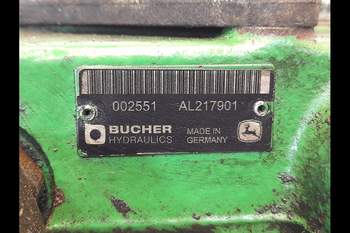 002551 AL217901
BUCHER MADE IN
HYDRAULICS GERMANY